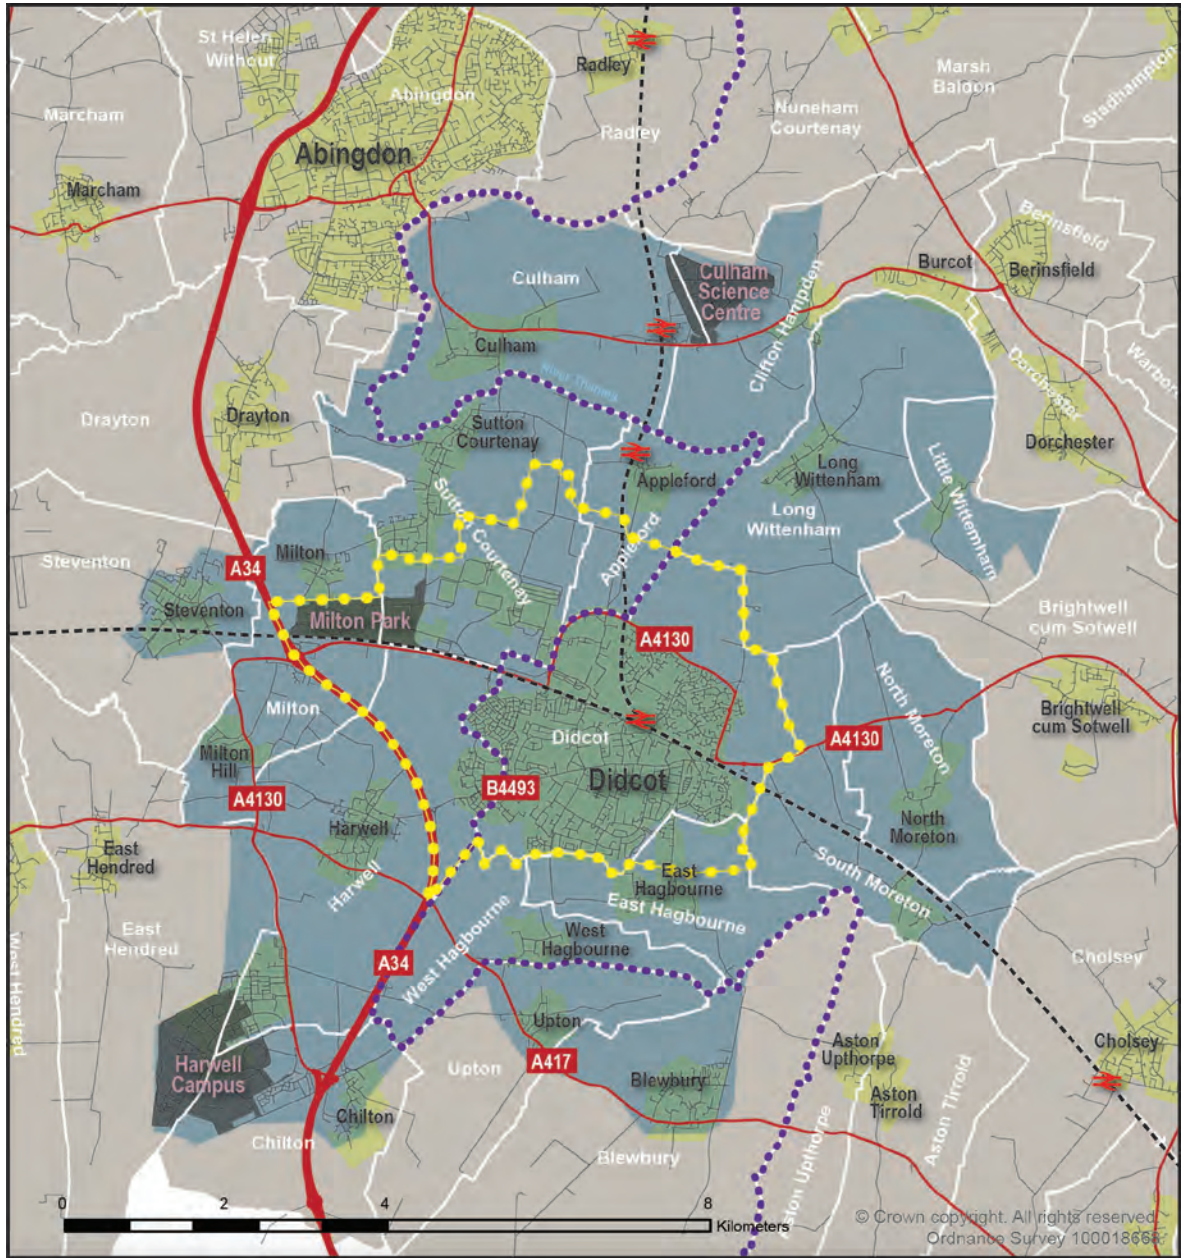 St Helen
Without
Radley
Marsh
Baldon
Stadhampton
Abingdon
Marcham
Radley
Nuneham
Courtenay
Abingdon
Marcham
Berinsfield
Burcot
Berinsfield
Culham
Culham
Science
Centre
Clifton Hampden
Culham
River Thames
Dorchester
Warbor
Drayton
Drayton
Sutton
Courtenay
Dorchester
Long
Wittenham
Appleford
Little Wittemham
Sutton Courtenay
Long
Wittenham
Appleford
Milton
Steventon
A34
Steventon
Milton Park
Brightwell
cum Sotwell
A4130
North Moreton
Milton
Brightwell
cum Sotwell
Didcot
A4130
Milton
Hill
Didcot
B4493
A4130
Harwell
North
Moreton
East
Hendred
East
Hagbourne
South Moreton
Harwell
East Hagbourne
East
Hendred
West
Hagbourne
West Hagbourne
West Hendred
A34
Cholsey
Upton
Aston
Upthorpe
Cholsey
Harwell
Campus
Upton
A417
Blewbury
Aston
Tirrold
Aston Tirrold
Chilton
Chilton
Blewbury
Aston Upthorpe
0 2 4 8
Kilometers
© Crown copyright. All rights reserved.
Ordnance Survey 100018668